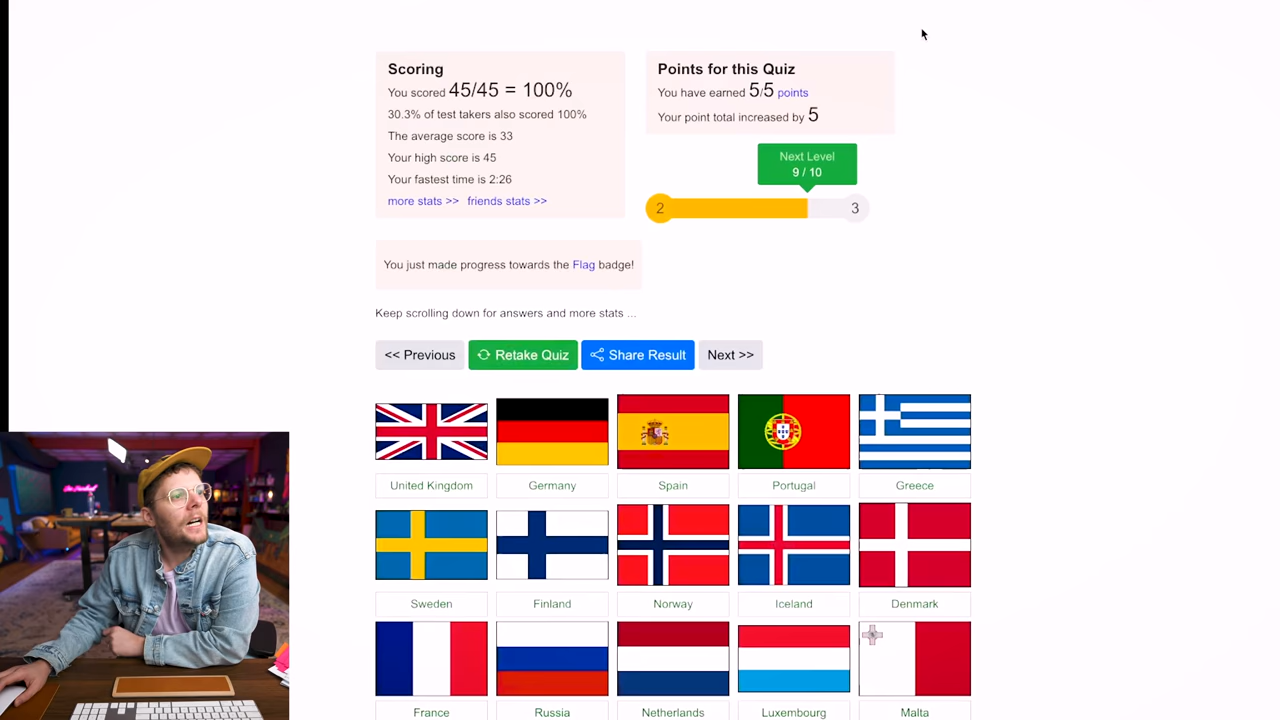 Scoring
You scored 45/45 = 100%
30.3% of test takers also scored 100%
The average score is 33
Your high score is 45
Your fastest time is 2:26
more stats >> friends stats >>
Points for this Quiz
You have earned 5/5 points
Your point total increased by 5
Next Level
9 / 10
2
3
You just made progress towards the Flag badge!
Keep scrolling down for answers and more stats ...
<< Previous
Retake Quiz
Share Result
Next >>
United Kingdom
Germany
Spain
Portugal
Greece
Sweden
Finland
Norway
Iceland
Denmark
France
Russia
Netherlands
Luxembourg
Malta